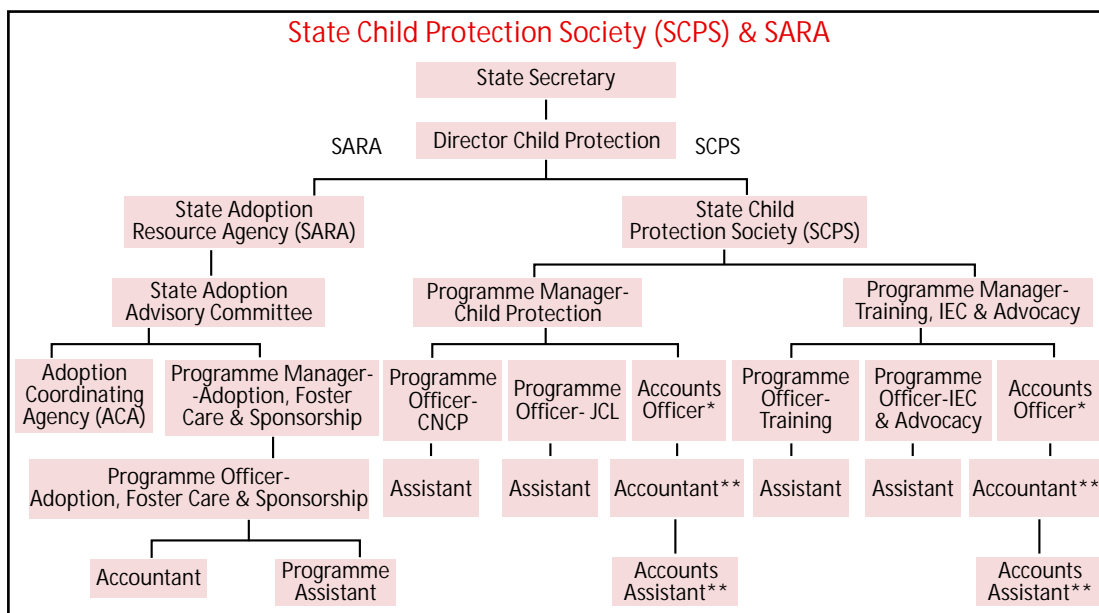 State Child Protection Society (SCPS) & SARA
State Secretary
Director Child Protection
SARA
SCPS
State Adoption
Resource Agency (SARA)
State Child
Protection Society (SCPS)
State Adoption
Advisory Committee
Programme Manager-
Child Protection
Programme Manager-
Training, IEC & Advocacy
Adoption
Coordinating
Agency (ACA)
Programme Manager-
-Adoption, Foster
Care & Sponsorship
Programme
Officer-
CNCP
Programme
Officer- JCL
Accounts
Officer*
Programme
Officer-
Training
Programme
Officer-IEC
& Advocacy
Accounts
Officer*
Programme Officer-
Adoption, Foster Care & Sponsorship
Assistant
Assistant
Accountant**
Assistant
Assistant
Accountant**
Accountant
Programme
Assistant
Accounts
Assistant**
Accounts
Assistant**